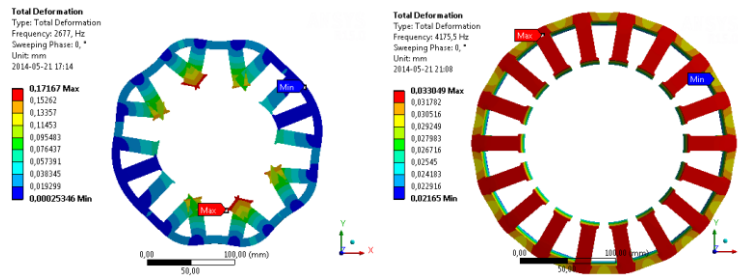 Total Deformation
Type: Total Deformation
Frequency: 2677, Hz
Sweeping Phase: 0, °
Unit: mm
2014-05-21 17:14
0,17167 Max
0,15262
0,13357
0,11453
0,095483
0,076437
0,057391
0,038345
0,019299
0,00025346 Min
Min
Max
0,00
100,00 (mm)
50,00
Y
Z
X
Total Deformation
Type: Total Deformation
Frequency: 4175,5 Hz
Sweeping Phase: 0, °
Unit: mm
2014-05-21 21:08
0,033049 Max
0,031782
0,030516
0,029249
0,027983
0,026716
0,02545
0,024183
0,022916
0,02165 Min
Max
Min
0,00
100,00 (mm)
50,00
Y
Z
X